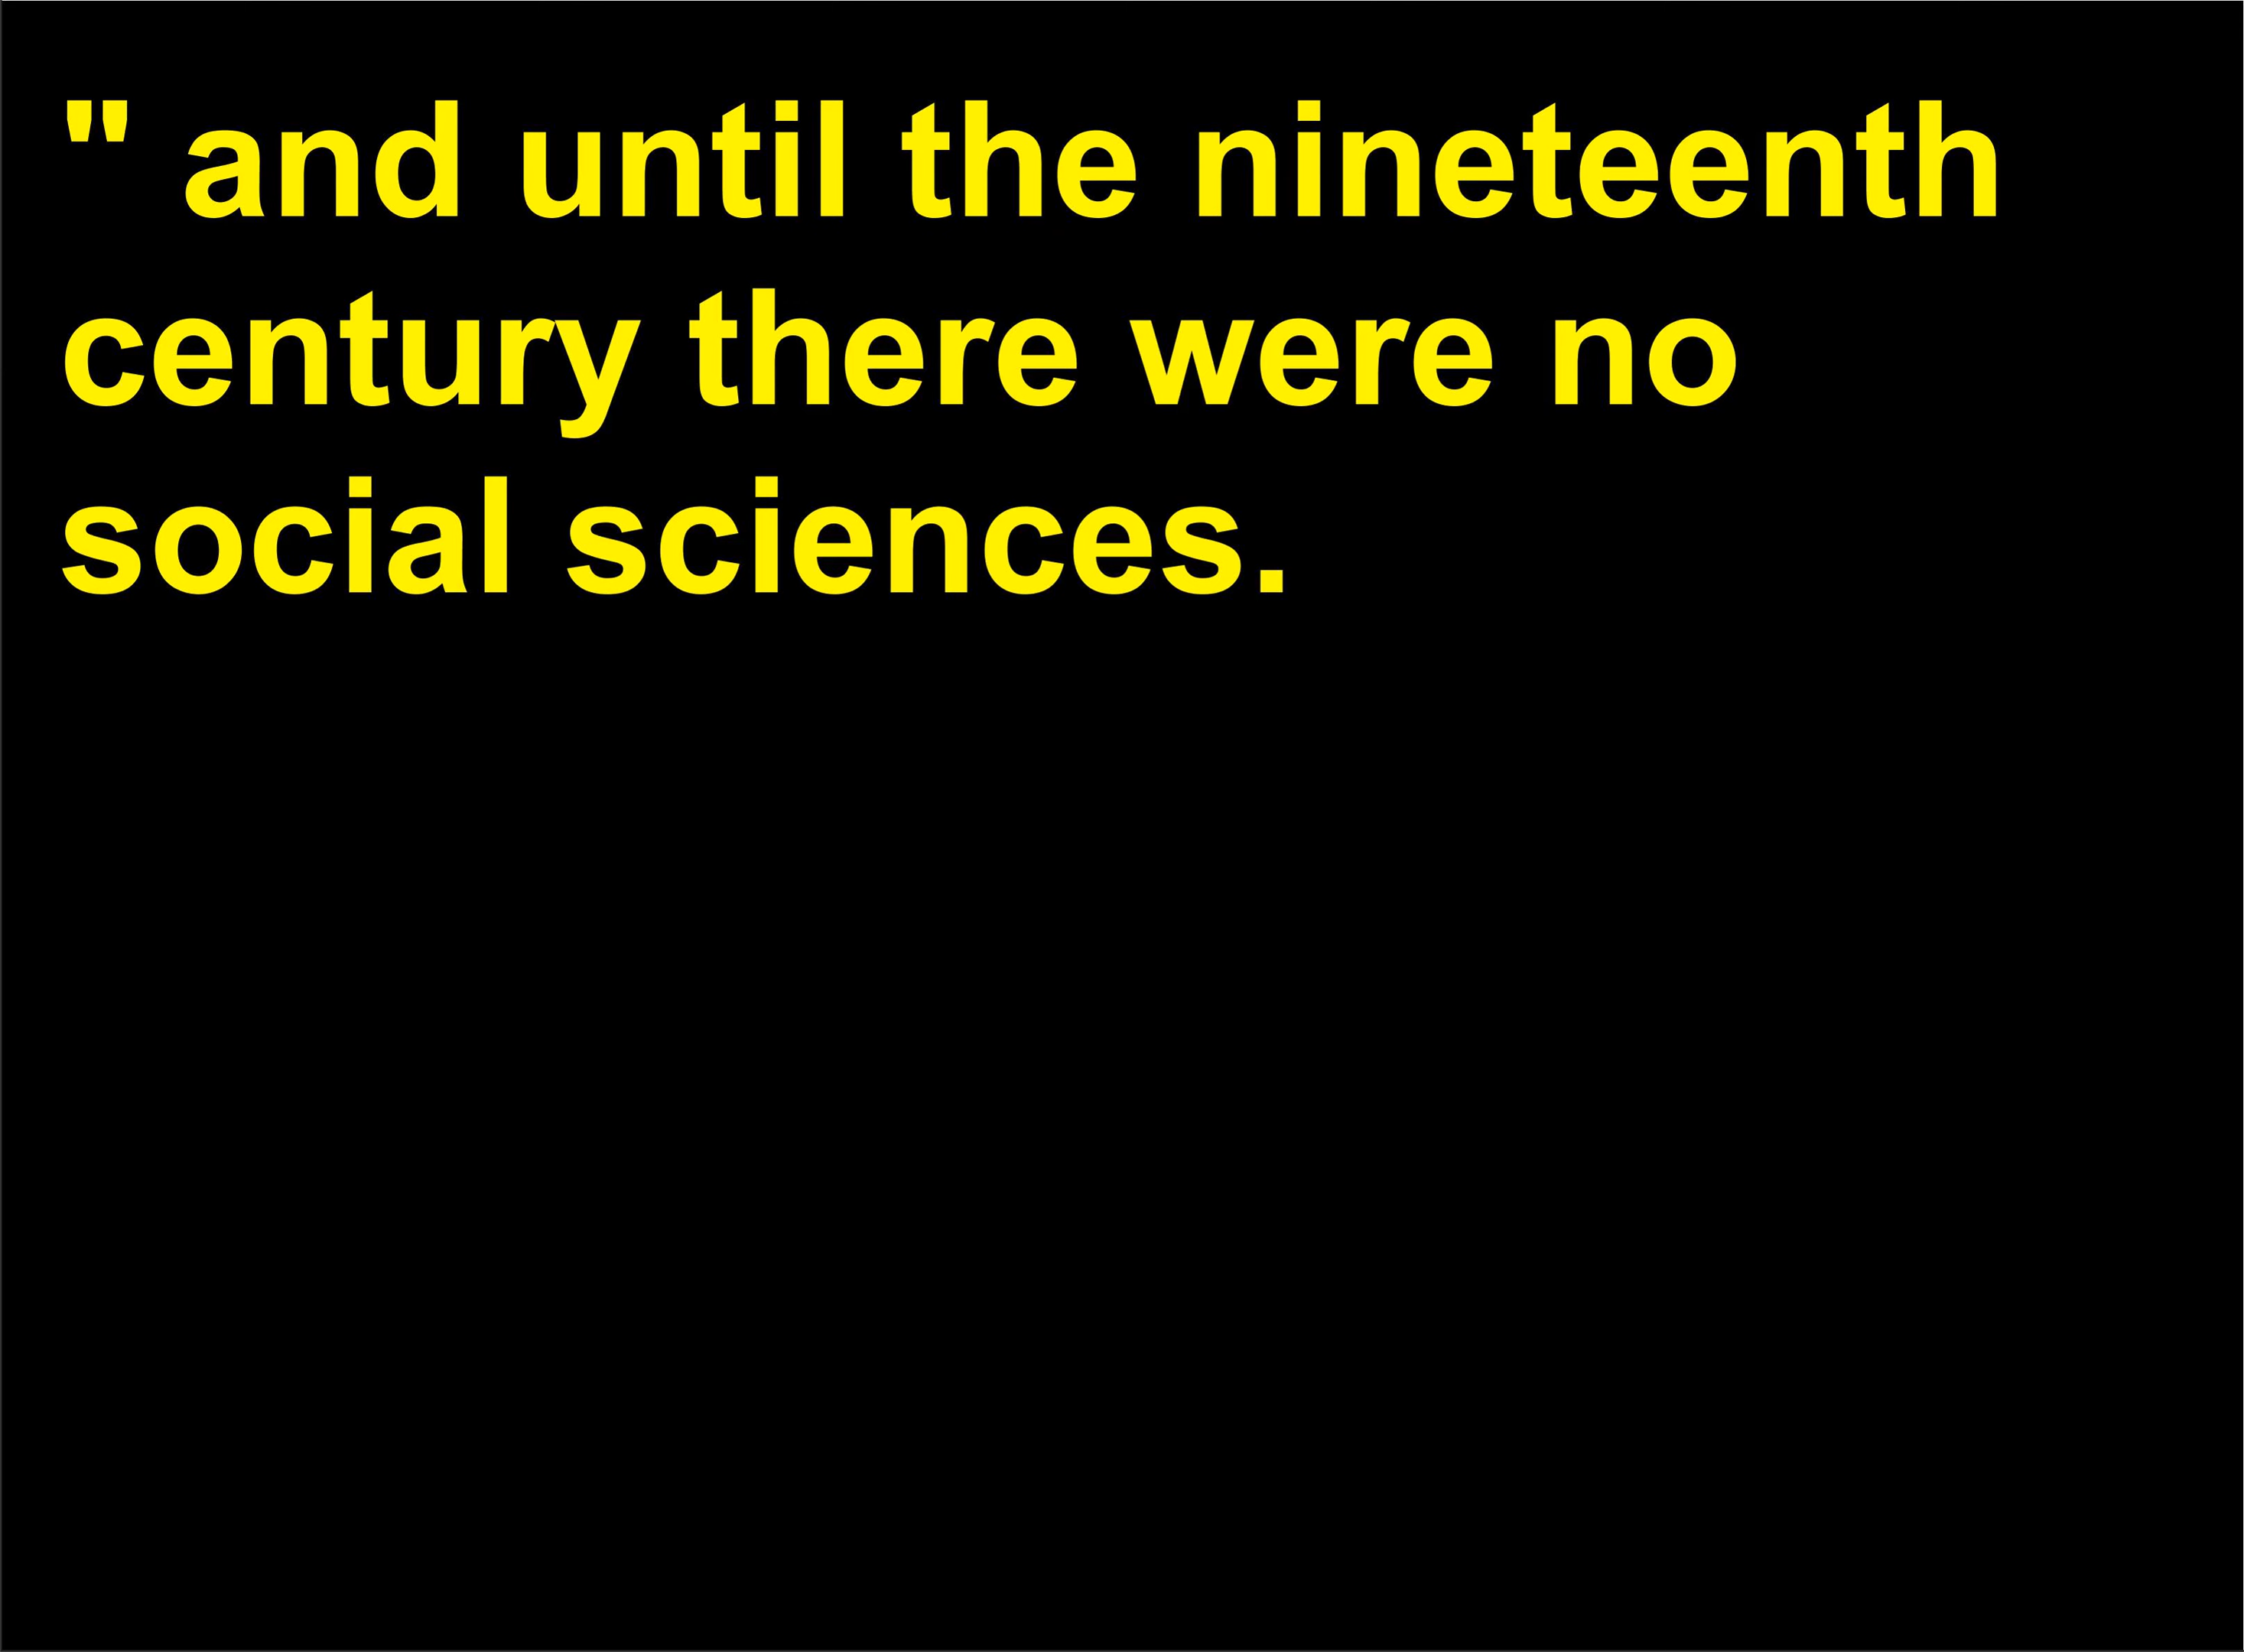 " and until the nineteenth
century there were no
social sciences.